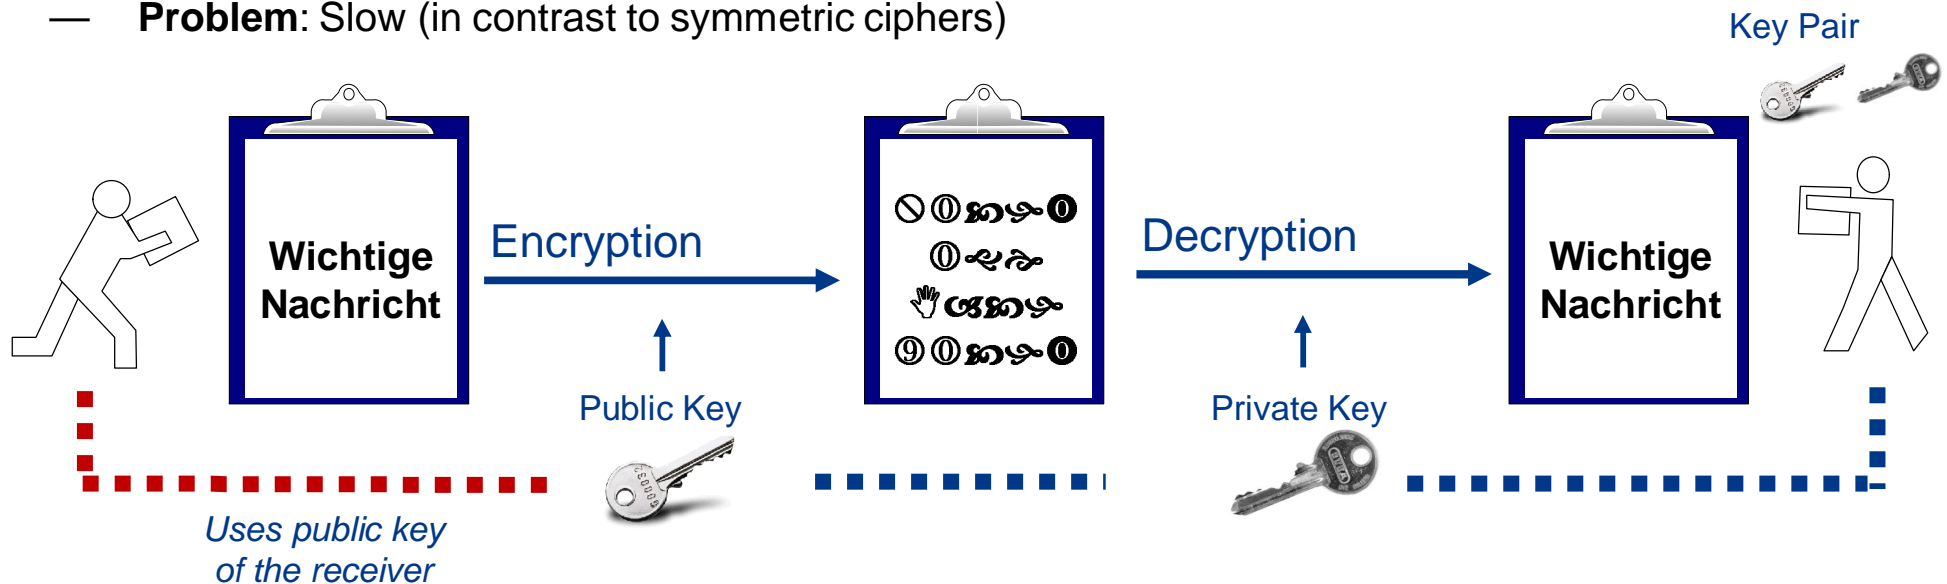 — Problem: Slow (in contrast to symmetric ciphers)
Key Pair
Wichtige
Nachricht
Encryption
Decryption
Wichtige
Nachricht
Public Key
Private Key
Uses public key
of the receiver